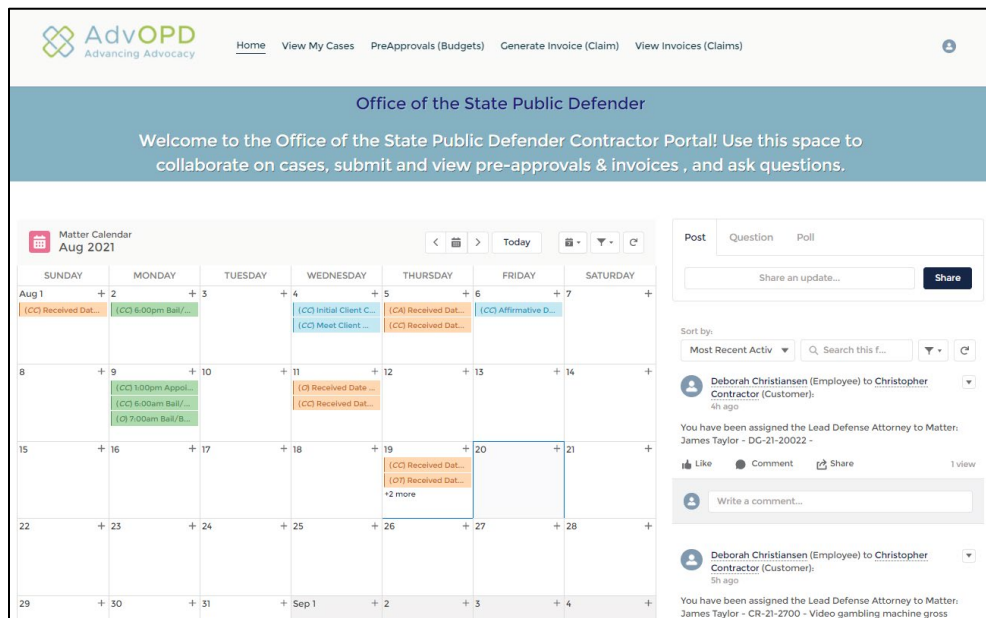 AdvOPD
Advancing Advocacy
Home View My Cases PreApprovals (Budgets) Generate Invoice (Claim) View Invoices (Claims)
Office of the State Public Defender
Welcome to the Office of the State Public Defender Contractor Portal! Use this space to
collaborate on cases, submit and view pre-approvals & invoices , and ask questions.
Matter Calendar
Aug 2021
Today
SUNDAY MONDAY TUESDAY WEDNESDAY THURSDAY FRIDAY SATURDAY
Aug 1 + 2 + 3 + 4 + 5 + 6 + 7 +
(CC) Received Dat... (CC) 6:00pm Bail/... (CC) Initial Client C... (CA) Received Dat... (CC) Affirmative D...
(CC) Meet Client ... (CC) Received Dat...
8 + 9 + 10 + 11 + 12 + 13 + 14 +
(CC) 1:00pm Appoi... (O) Received Date ...
(CC) 6:00am Bail/... (CC) Received Dat...
(O) 7:00am Bail/B...
15 + 16 + 17 + 18 + 19 + 20 + 21 +
(CC) Received Dat...
(OT) Received Dat...
+2 more
22 + 23 + 24 + 25 + 26 + 27 + 28 +
29 + 30 + 31 + Sep 1 + 2 + 3 + 4 +
Post Question Poll
Share an update... Share
Sort by:
Most Recent Activ Search this f...
Deborah Christiansen (Employee) to Christopher
Contractor (Customer):
4h ago
You have been assigned the Lead Defense Attorney to Matter:
James Taylor - DG-21-20022 -
Like Comment Share 1 view
Write a comment...
Deborah Christiansen (Employee) to Christopher
Contractor (Customer):
5h ago
You have been assigned the Lead Defense Attorney to Matter:
James Taylor - CR-21-2700 - Video gambling machine gross